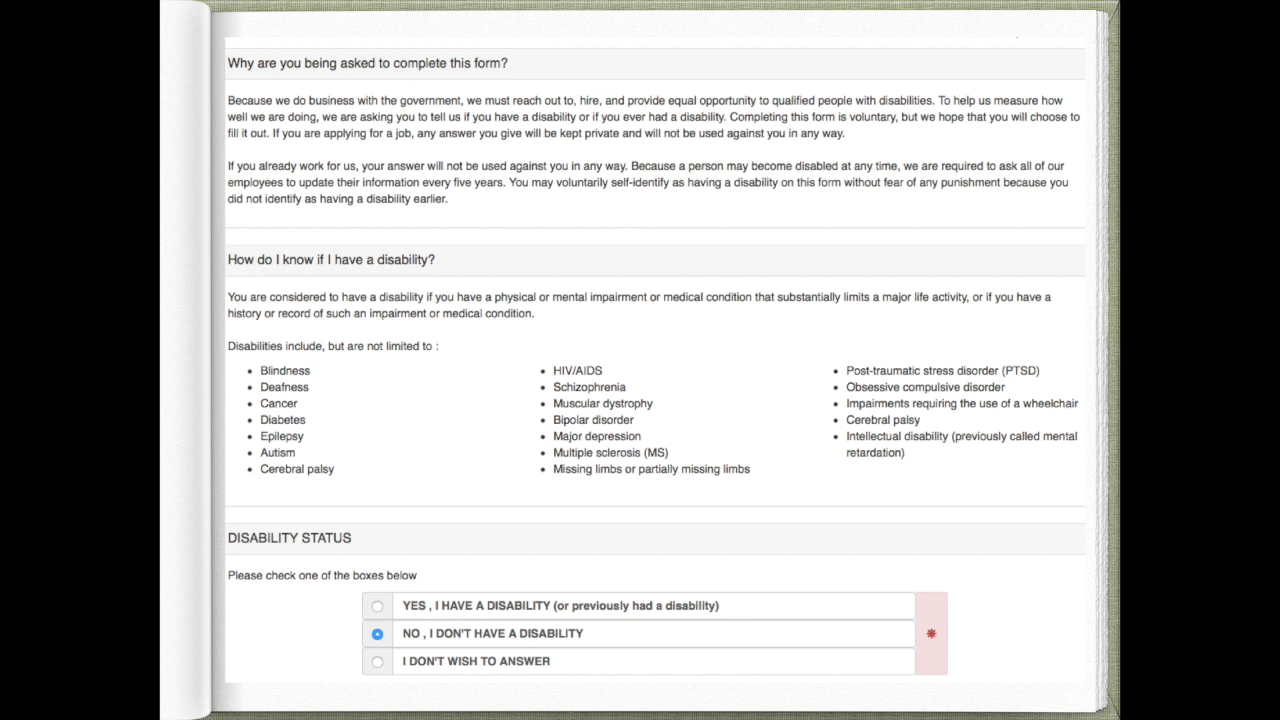 Why are you being asked to complete this form?
Because we do business with the government, we must reach out to, hire, and provide equal opportunity to qualified people with disabilities. To help us measure how
well we are doing, we are asking you to tell us if you have a disability or if you ever had a disability. Completing this form is voluntary, but we hope that you will choose to
fill it out. If you are applying for a job, any answer you give will be kept private and will not be used against you in any way.
If you already work for us, your answer will not be used against you in any way. Because a person may become disabled at any time, we are required to ask all of our
employees to update their information every five years. You may voluntarily self-identify as having a disability on this form without fear of any punishment because you
did not identify as having a disability earlier.
How do I know if I have a disability?
You are considered to have a disability if you have a physical or mental impairment or medical condition that substantially limits a major life activity, or if you have a
history or record of such an impairment or medical condition.
Disabilities include, but are not limited to :
• Blindness
• Deafness
• Cancer
• Diabetes
• Epilepsy
• Autism
• Cerebral palsy
• HIV/AIDS
• Schizophrenia
• Muscular dystrophy
• Bipolar disorder
• Major depression
• Multiple sclerosis (MS)
• Missing limbs or partially missing limbs
• Post-traumatic stress disorder (PTSD)
• Obsessive compulsive disorder
• Impairments requiring the use of a wheelchair
• Cerebral palsy
• Intellectual disability (previously called mental
retardation)
DISABILITY STATUS
Please check one of the boxes below
YES , I HAVE A DISABILITY (or previously had a disability)
NO , I DON'T HAVE A DISABILITY
I DON'T WISH TO ANSWER